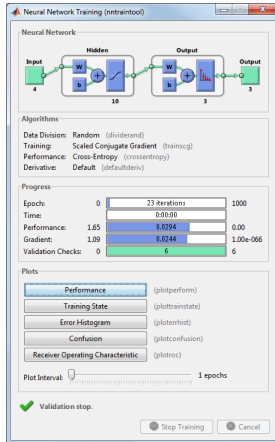 Neural Network Training (nntraintool)
Neural Network
Hidden Output
Input Output
W W
b b
4 3
10 3
Algorithms
Data Division: Random (dividerand)
Training: Scaled Conjugate Gradient (trainscg)
Performance: Cross-Entropy (crossentropy)
Derivative: Default (defaultderiv)
Progress
Epoch: 0 23 iterations 1000
Time: 0:00:00
Performance: 1.65 0.0294 0.00
Gradient: 1.09 0.0244 1.00e-066
Validation Checks: 0 6 6
Plots
Performance (plotperform)
Training State (plottrainstate)
Error Histogram (ploterrhist)
Confusion (plotconfusion)
Receiver Operating Characteristic (plotroc)
Plot Interval: 1 epochs
Validation stop.
Stop Training Cancel